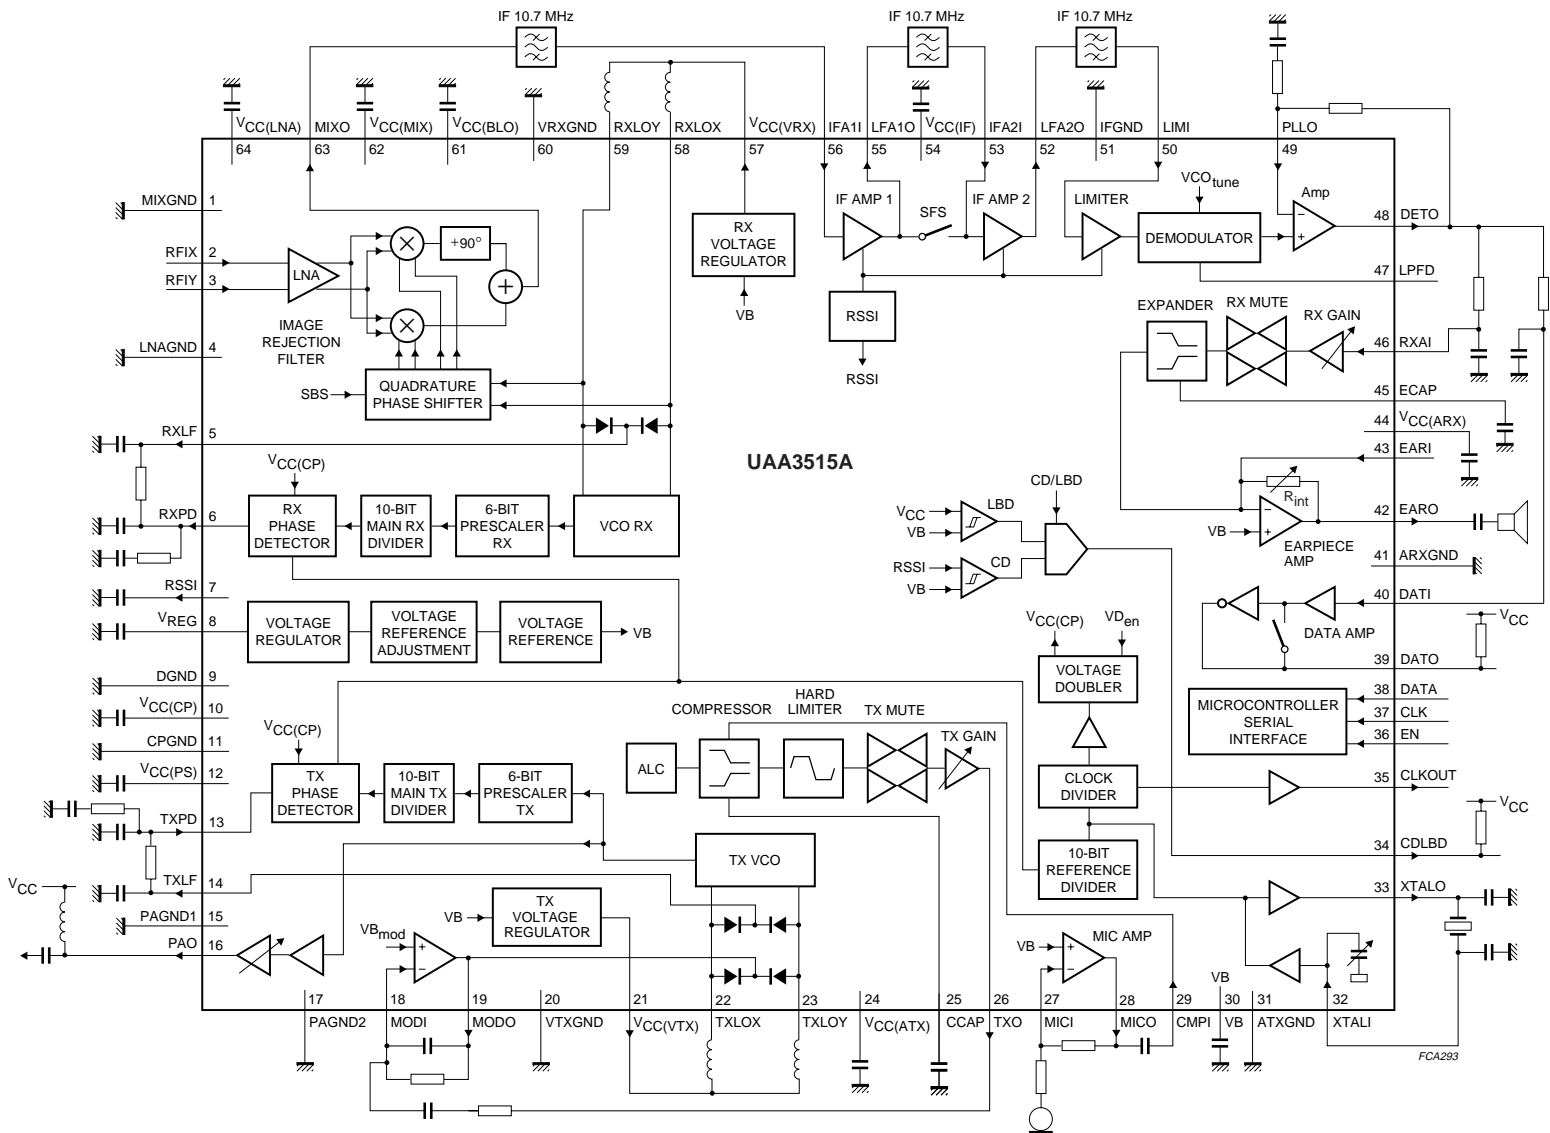 IF 10.7 MHz
IF 10.7 MHz
IF 10.7 MHz
VCC(LNA)
MIXO
VCC(MIX)
VCC(BLO)
VRXGND
RXLOY
RXLOX
VCC(VRX)
IFA1I
LFA1O
VCC(IF)
IFA2I
LFA2O
IFGND
LIMI
PLLO
64
63
62
61
60
59
58
57
56
55
54
53
52
51
50
49
MIXGND 1
RFIX 2
RFIY 3
LNAGND 4
RXLF 5
RXPD 6
RSSI 7
VREG 8
DGND 9
VCC(CP) 10
CPGND 11
VCC(PS) 12
TXPD 13
TXLF 14
PAGND1 15
PAO 16
VCC
LNA
IMAGE
REJECTION
FILTER
+90°
SBS
QUADRATURE
PHASE SHIFTER
RX
VOLTAGE
REGULATOR
VB
IF AMP 1
SFS
IF AMP 2
LIMITER
RSSI
RSSI
VCOtune
DEMODULATOR
Amp
−
+
EXPANDER
RX MUTE
RX GAIN
48 DETO
47 LPFD
46 RXAI
45 ECAP
44 VCC(ARX)
43 EARI
42 EARO
41 ARXGND
40 DATI
39 DATO
38 DATA
37 CLK
36 EN
35 CLKOUT
34 CDLBD
33 XTALO
VCC
VCC
UAA3515A
VCC(CP)
RX
PHASE
DETECTOR
10-BIT
MAIN RX
DIVIDER
6-BIT
PRESCALER
RX
VCO RX
CD/LBD
VCC
VB
LBD
RSSI
VB
CD
Rint
VB
−
+
EARPIECE
AMP
DATA AMP
VOLTAGE
REGULATOR
VOLTAGE
REFERENCE
ADJUSTMENT
VOLTAGE
REFERENCE
VB
VCC(CP)
VDen
VOLTAGE
DOUBLER
MICROCONTROLLER
SERIAL
INTERFACE
VCC(CP)
TX
PHASE
DETECTOR
10-BIT
MAIN TX
DIVIDER
6-BIT
PRESCALER
TX
ALC
COMPRESSOR
HARD
LIMITER
TX MUTE
TX GAIN
CLOCK
DIVIDER
10-BIT
REFERENCE
DIVIDER
TX VCO
VB
TX
VOLTAGE
REGULATOR
VBmod
+
−
VB
+
−
MIC AMP
VB
17
18
19
20
21
22
23
24
25
26
27
28
29
30
31
32
PAGND2
MODI
MODO
VTXGND
VCC(VTX)
TXLOX
TXLOY
VCC(ATX)
CCAP
TXO
MICI
MICO
CMPI
VB
ATXGND
XTALI
FCA293